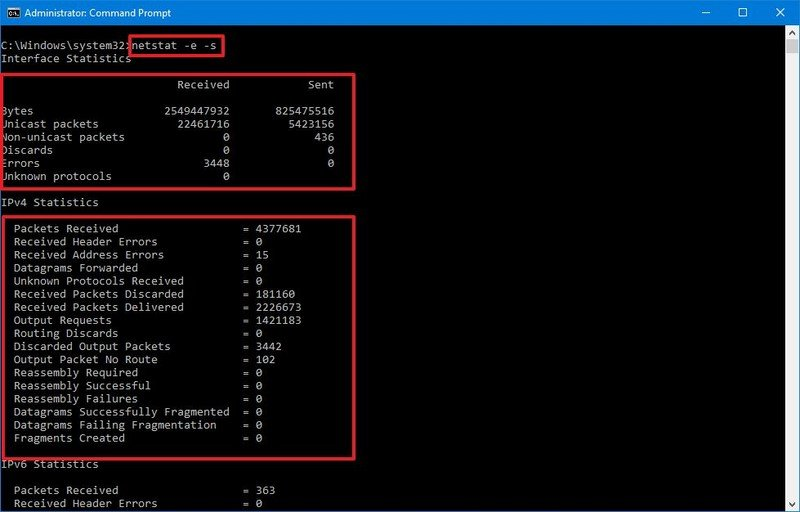 Administrator: Command Prompt
C:\Windows\system32>netstat -e -s
Interface Statistics
Received Sent
Bytes 2549447932 825475516
Unicast packets 22461716 5423156
Non-unicast packets 0 436
Discards 0 0
Errors 3448 0
Unknown protocols 0
IPv4 Statistics
Packets Received = 4377681
Received Header Errors = 0
Received Address Errors = 15
Datagrams Forwarded = 0
Unknown Protocols Received = 0
Received Packets Discarded = 181160
Received Packets Delivered = 2226673
Output Requests = 1421183
Routing Discards = 0
Discarded Output Packets = 3442
Output Packet No Route = 102
Reassembly Required = 0
Reassembly Successful = 0
Reassembly Failures = 0
Datagrams Successfully Fragmented = 0
Datagrams Failing Fragmentation = 0
Fragments Created = 0
IPv6 Statistics
Packets Received = 363
Received Header Errors = 0